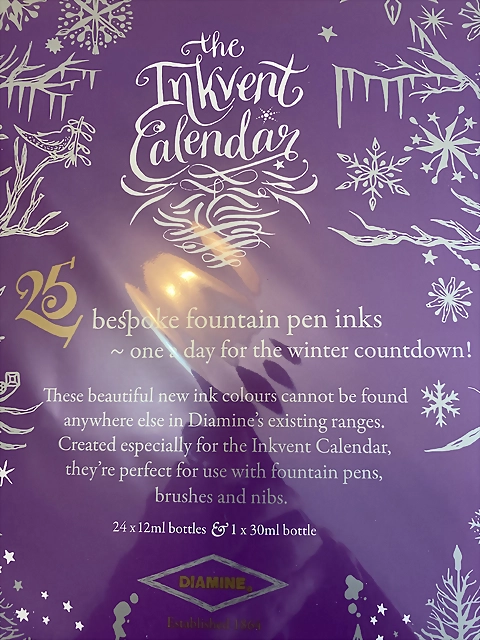 the
Inkvent
Calendar
25
bespoke fountain pen inks
~ one a day for the winter countdown!
These beautiful new ink colours cannot be found
anywhere else in Diamine's existing ranges.
Created especially for the Inkvent Calendar,
they're perfect for use with fountain pens,
brushes and nibs.
24 x 12ml bottles & 1 x 30ml bottle
DIAMINE®
Established 1864